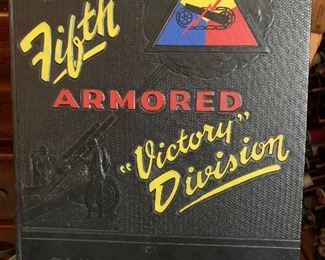 Fifth
ARMORED
"Victory"
Division